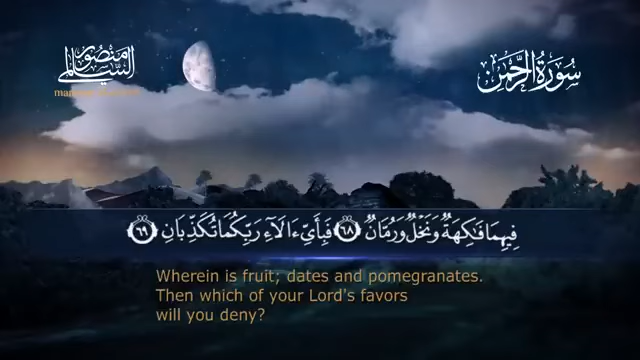 منصور السالمي
سورة الرحمن
فِيهِمَا فَاكِهَةٌ وَنَخْلٌ وَرُمَّانٌ ٦٨ فَبِأَيِّ ءَالَآءِ رَبِّكُمَا تُكَذِّبَانِ ٦٩
Wherein is fruit; dates and pomegranates.
Then which of your Lord's favors
will you deny?